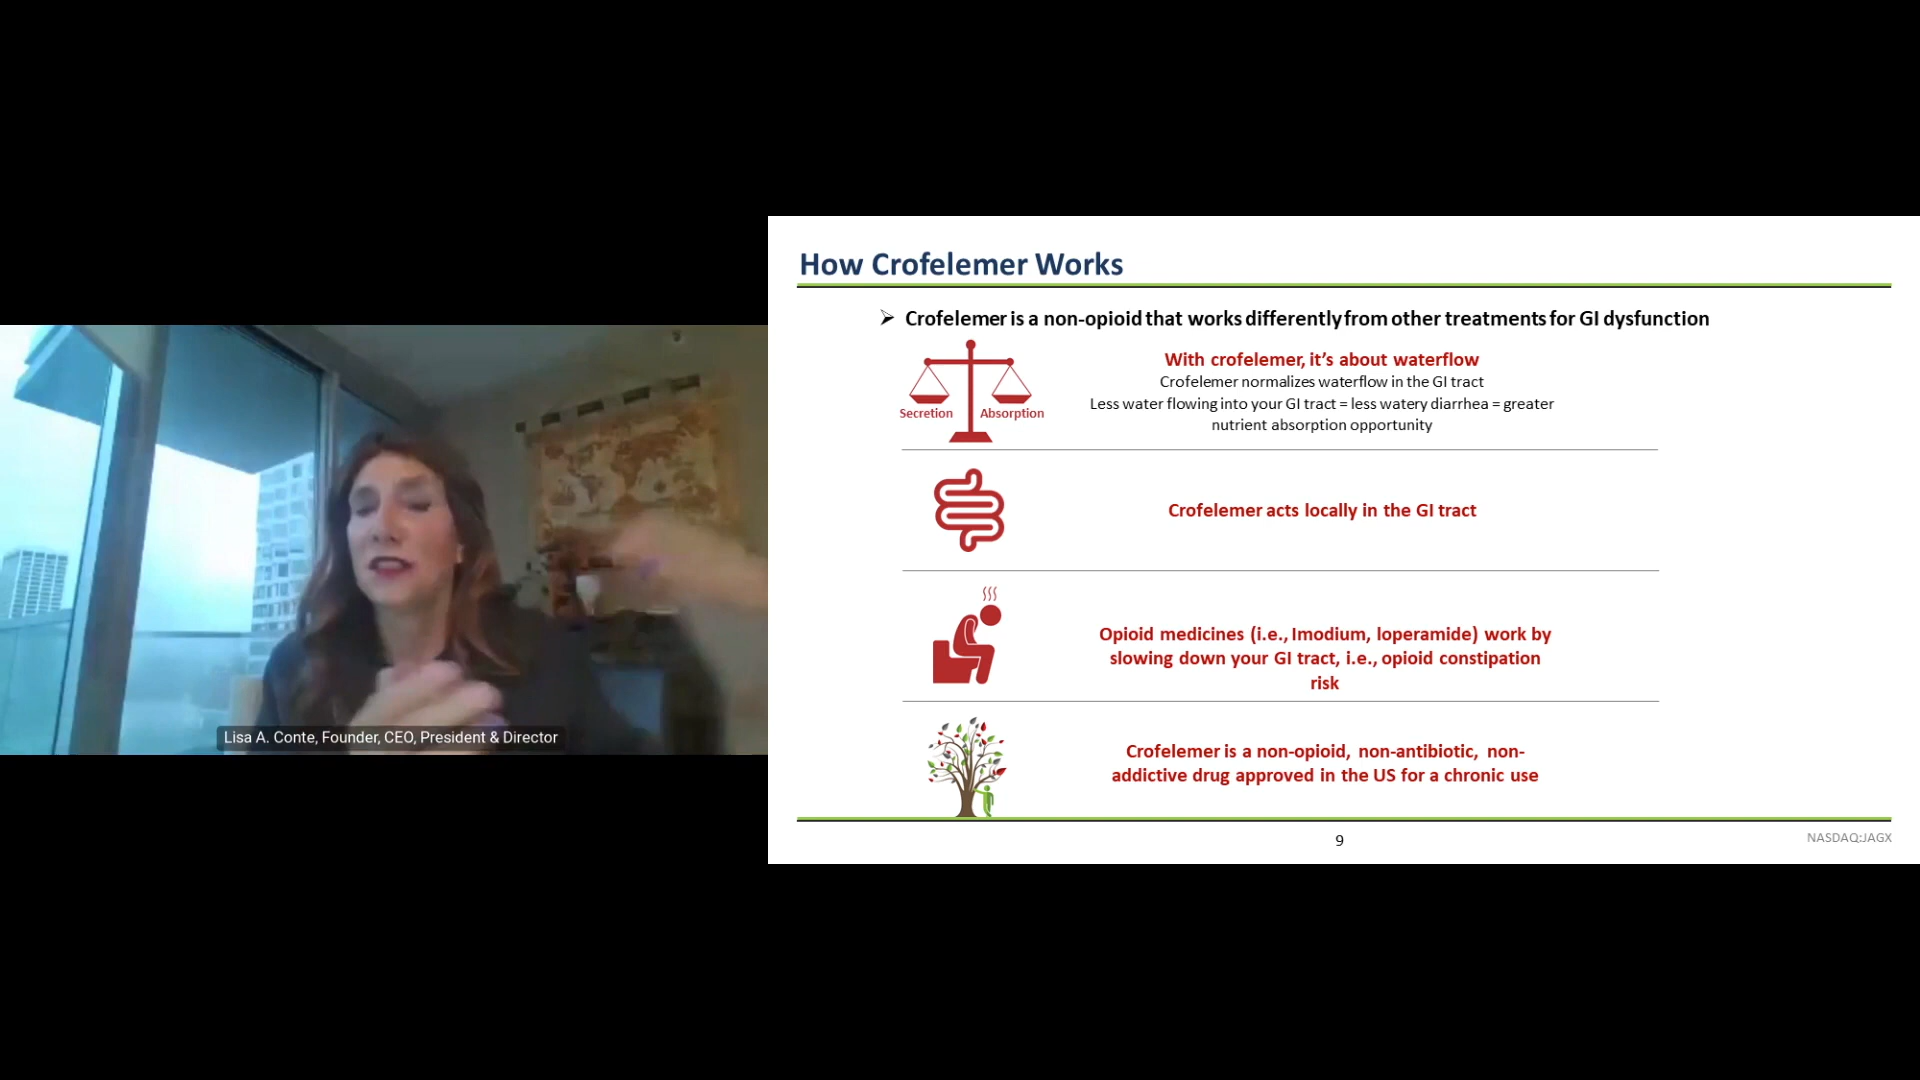 How Crofelemer Works
➢ Crofelemer is a non-opioid that works differently from other treatments for GI dysfunction
Secretion
Absorption
With crofelemer, it’s about waterflow
Crofelemer normalizes waterflow in the GI tract
Less water flowing into your GI tract = less watery diarrhea = greater
nutrient absorption opportunity
Crofelemer acts locally in the GI tract
Opioid medicines (i.e., Imodium, loperamide) work by
slowing down your GI tract, i.e., opioid constipation
risk
Crofelemer is a non-opioid, non-antibiotic, non-
addictive drug approved in the US for a chronic use
9
NASDAQ:JAGX
Lisa A. Conte, Founder, CEO, President & Director